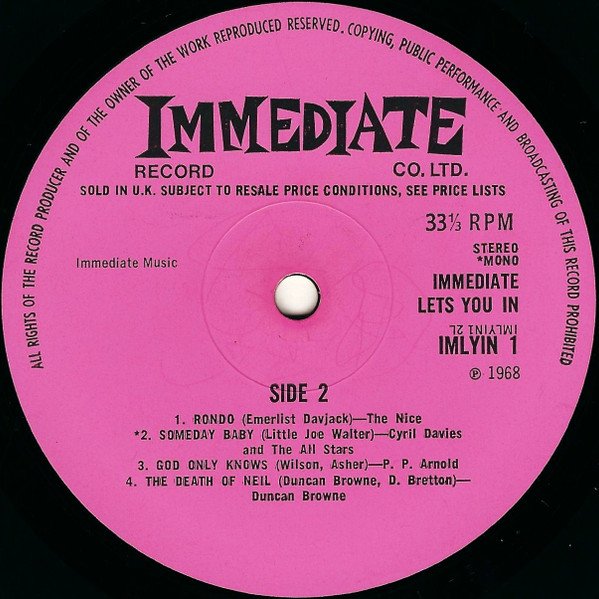 ALL RIGHTS OF THE RECORD PRODUCER AND OF THE OWNER OF THE WORK REPRODUCED RESERVED. COPYING, PUBLIC PERFORMANCE AND BROADCASTING OF THIS RECORD PROHIBITED
IMMEDIATE
RECORD CO. LTD.
SOLD IN U.K. SUBJECT TO RESALE PRICE CONDITIONS, SEE PRICE LISTS
33⅓ RPM
STEREO
*MONO
Immediate Music
IMMEDIATE
LETS YOU IN
IMLYIN1 2L
IMLYIN 1
℗ 1968
SIDE 2
1. RONDO (Emerlist Davjack)—The Nice
*2. SOMEDAY BABY (Little Joe Walter)—Cyril Davies
and The All Stars
3. GOD ONLY KNOWS (Wilson, Asher)—P. P. Arnold
4. THE DEATH OF NEIL (Duncan Browne, D. Bretton)—
Duncan Browne